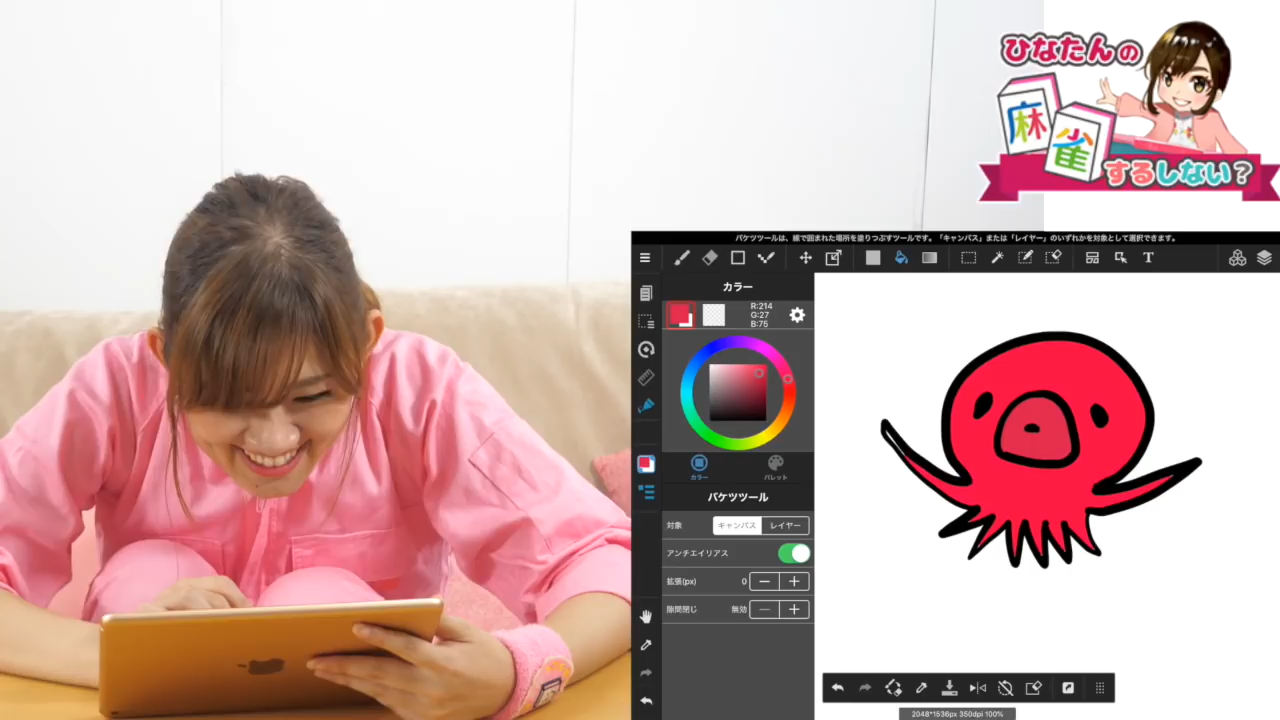 ひなたんの
麻雀
するしない?
バケツツールは、線で囲まれた場所を塗りつぶすツールです。「キャンバス」または「レイヤー」のいずれかを対象として選択できます。
T
カラー
R:214
G:27
B:75
カラー
パレット
バケツツール
対象
キャンバス
レイヤー
アンチエイリアス
拡張(px)
0
隙間閉じ
無効
2048*1536px 350dpi 100%